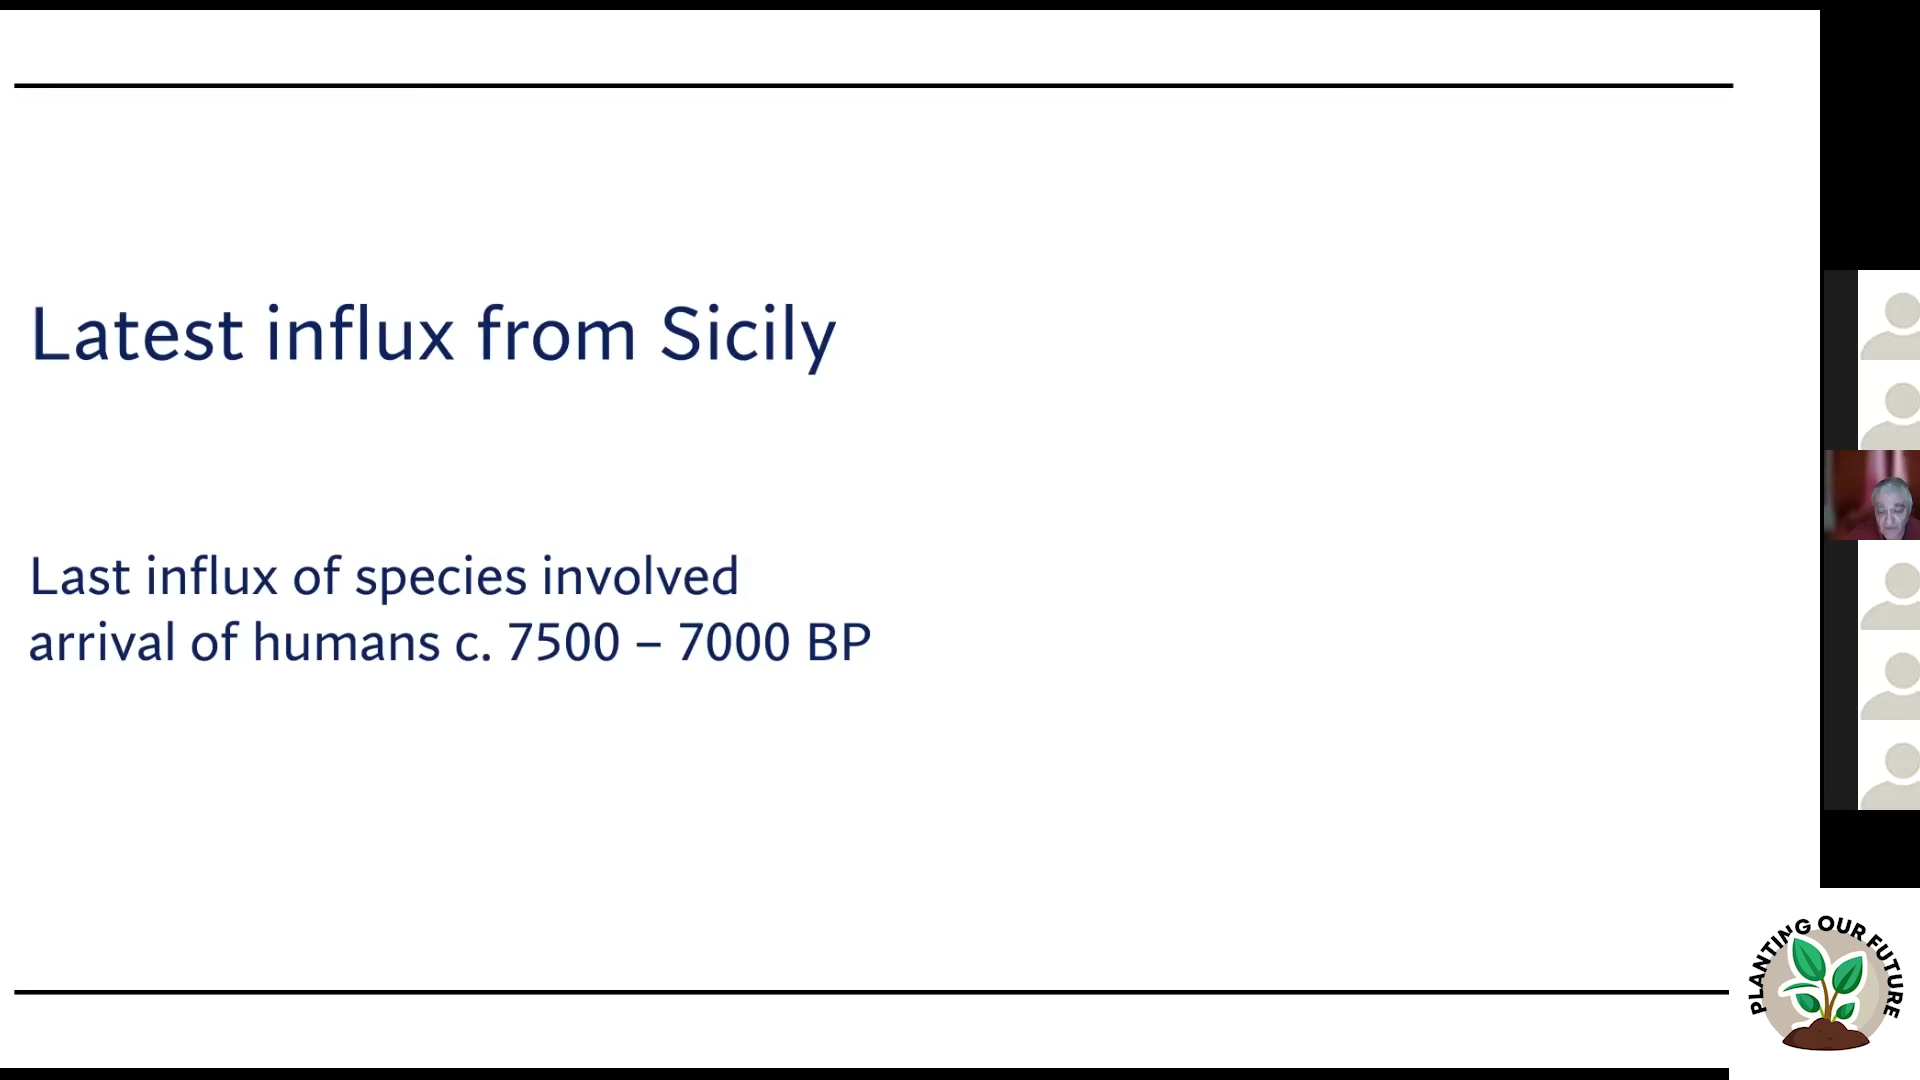 Latest influx from Sicily
Last influx of species involved
arrival of humans c. 7500 – 7000 BP
PLANTING OUR FUTURE